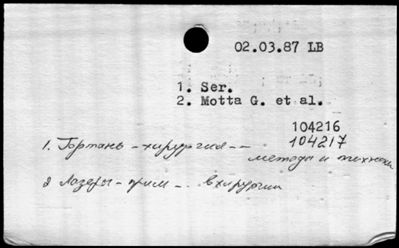 02.03.87 LB
1. Ser.
2. Motta G. et al.
104216
104217
1. Гортань - хирургия --
методы и техники
2 Лазеры - прим - в хирургии